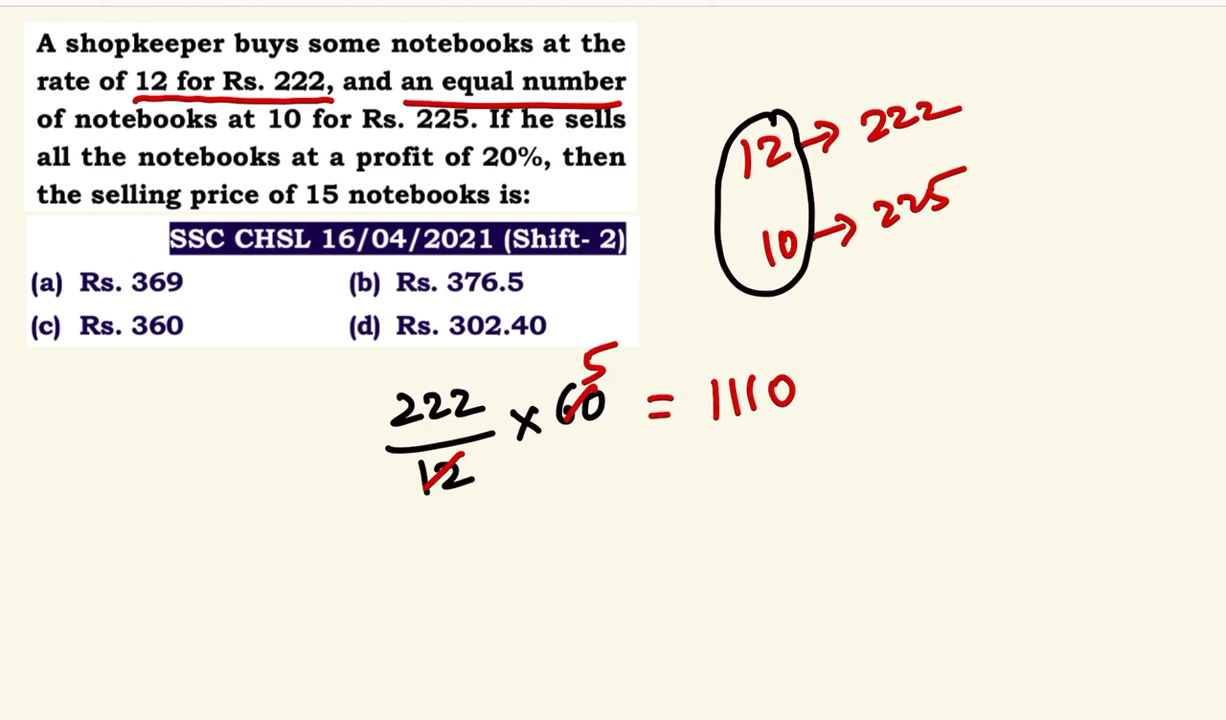 A shopkeeper buys some notebooks at the
rate of 12 for Rs. 222, and an equal number
of notebooks at 10 for Rs. 225. If he sells
all the notebooks at a profit of 20%, then
the selling price of 15 notebooks is:
SSC CHSL 16/04/2021 (Shift- 2)
(a) Rs. 369 (b) Rs. 376.5
(c) Rs. 360 (d) Rs. 302.40
12 → 222
10 → 225
5
222 × 60 = 1110
12